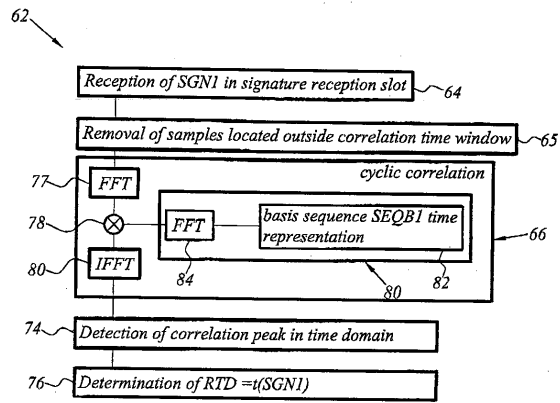 62
Reception of SGN1 in signature reception slot
64
Removal of samples located outside correlation time window
65
cyclic correlation
77
FFT
78
FFT
84
basis sequence SEQB1 time
representation
82
66
80
IFFT
80
74
Detection of correlation peak in time domain
76
Determination of RTD =t(SGN1)